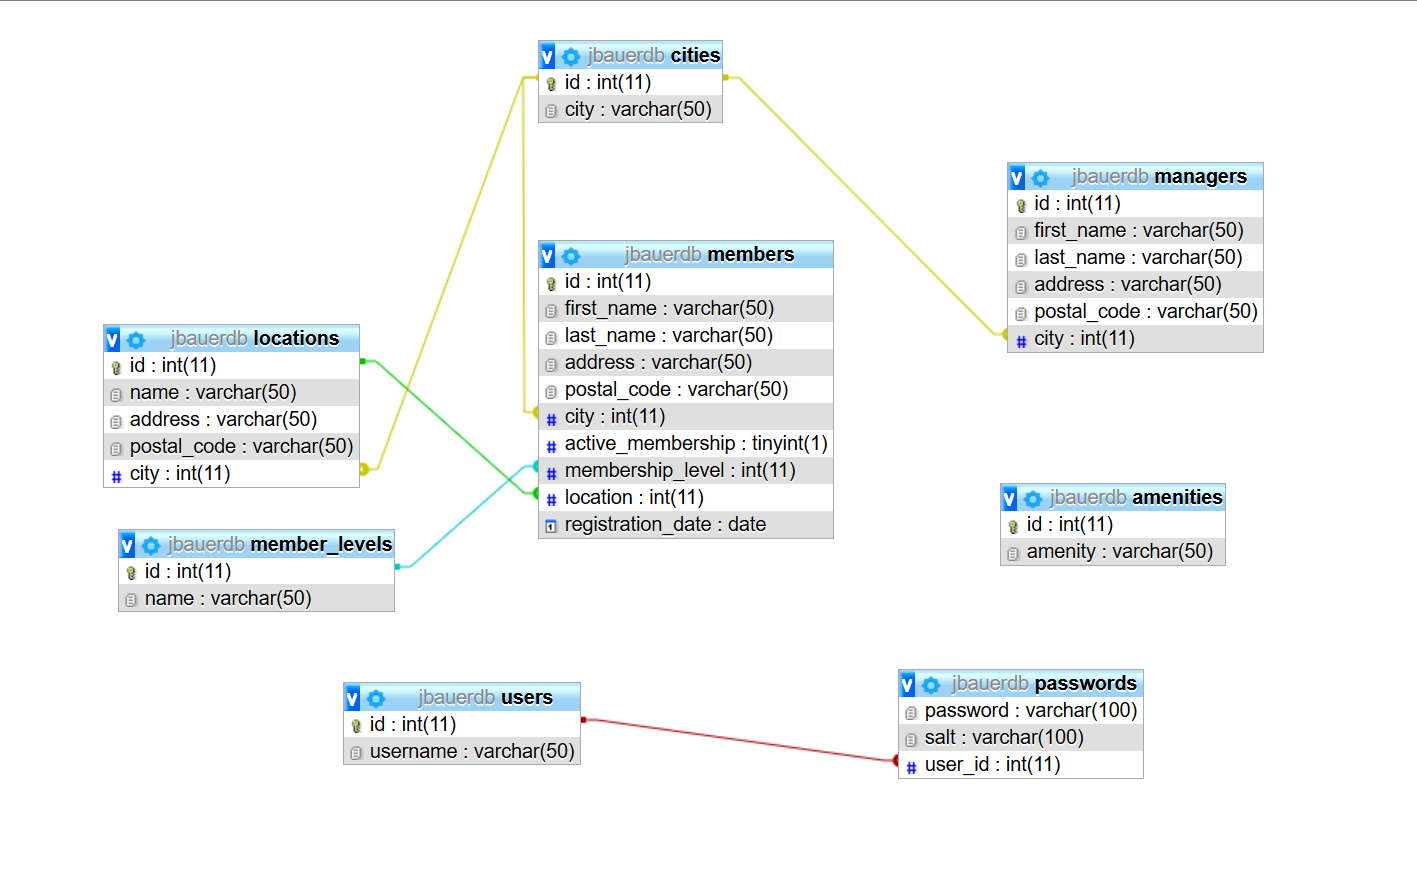 jbauerdb cities
id : int(11)
city : varchar(50)
jbauerdb managers
id : int(11)
first_name : varchar(50)
last_name : varchar(50)
address : varchar(50)
postal_code : varchar(50)
city : int(11)
jbauerdb members
id : int(11)
first_name : varchar(50)
last_name : varchar(50)
address : varchar(50)
postal_code : varchar(50)
city : int(11)
active_membership : tinyint(1)
membership_level : int(11)
location : int(11)
registration_date : date
jbauerdb locations
id : int(11)
name : varchar(50)
address : varchar(50)
postal_code : varchar(50)
city : int(11)
jbauerdb member_levels
id : int(11)
name : varchar(50)
jbauerdb amenities
id : int(11)
amenity : varchar(50)
jbauerdb users
id : int(11)
username : varchar(50)
jbauerdb passwords
password : varchar(100)
salt : varchar(100)
user_id : int(11)